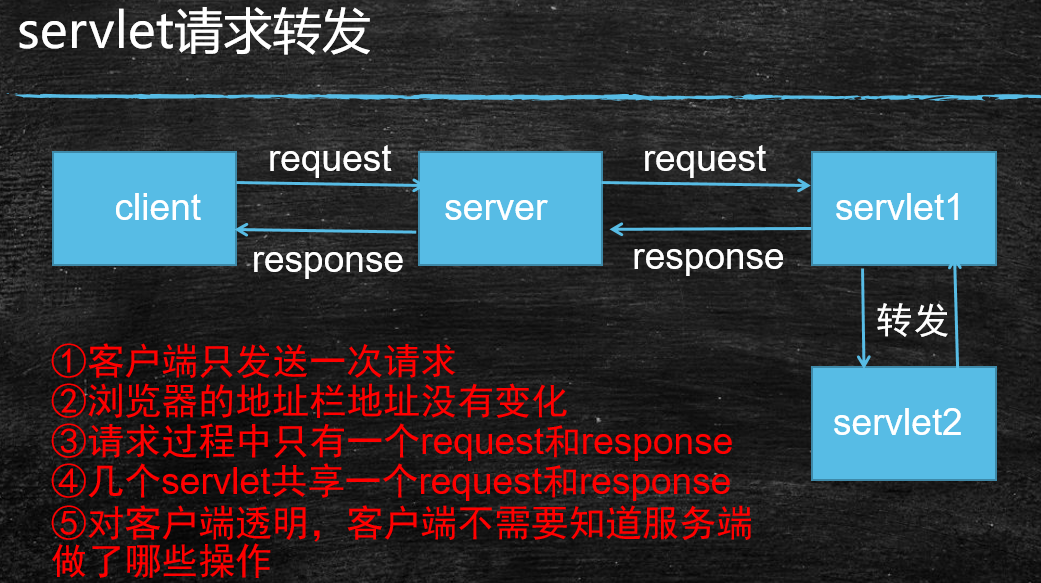 servlet请求转发
request
request
client
server
servlet1
response
response
转发
servlet2
①客户端只发送一次请求
②浏览器的地址栏地址没有变化
③请求过程中只有一个request和response
④几个servlet共享一个request和response
⑤对客户端透明，客户端不需要知道服务端
做了哪些操作